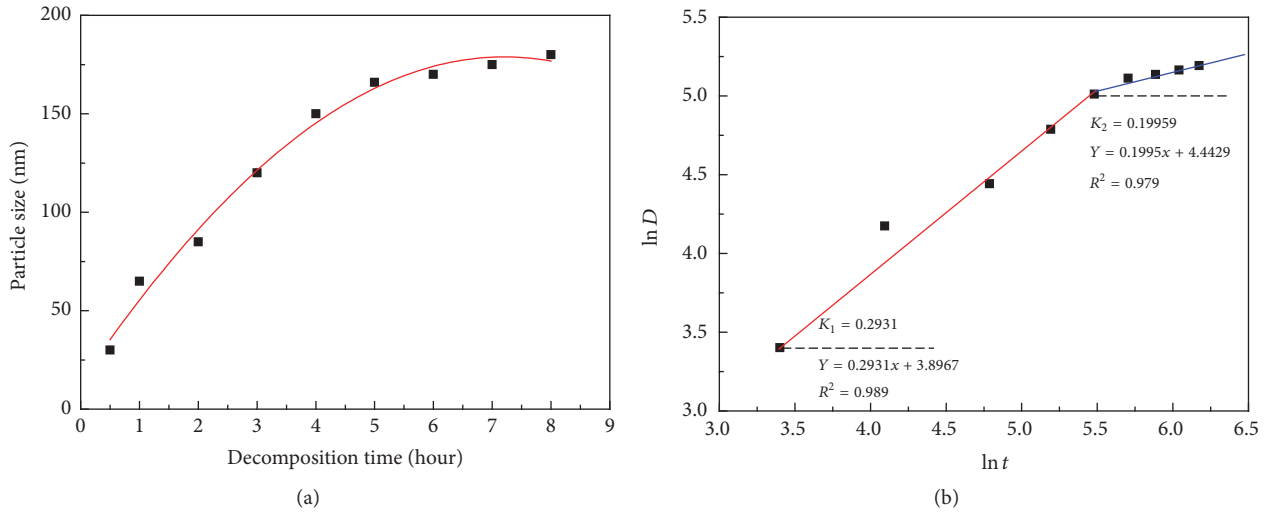 200
150
100
50
0
Particle size (nm)
0 1 2 3 4 5 6 7 8 9
Decomposition time (hour)
(a)
5.5
5.0
4.5
4.0
3.5
3.0
ln D
K₂ = 0.19959
Y = 0.1995x + 4.4429
R² = 0.979
K₁ = 0.2931
Y = 0.2931x + 3.8967
R² = 0.989
3.0 3.5 4.0 4.5 5.0 5.5 6.0 6.5
ln t
(b)